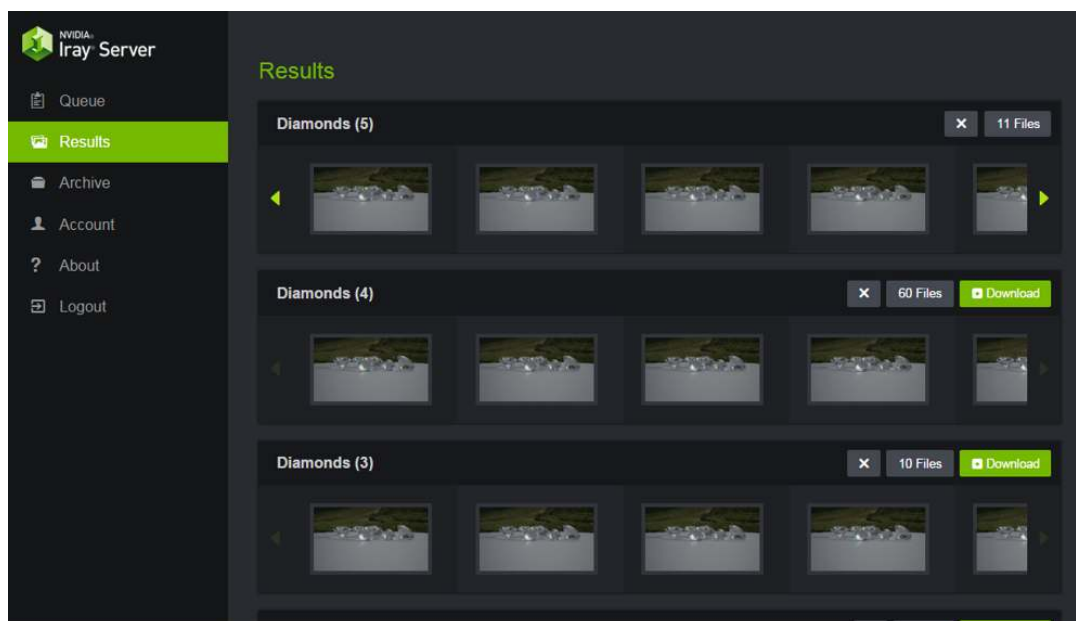 NVIDIA®
Iray® Server
Queue
Results
Archive
Account
? About
Logout
Results
Diamonds (5)
× 11 Files
Diamonds (4)
× 60 Files Download
Diamonds (3)
× 10 Files Download